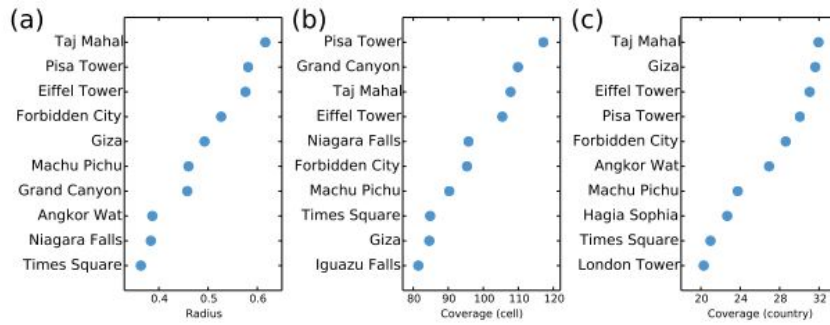 (a)
Taj Mahal
Pisa Tower
Eiffel Tower
Forbidden City
Giza
Machu Pichu
Grand Canyon
Angkor Wat
Niagara Falls
Times Square
0.4 0.5 0.6
Radius
(b)
Pisa Tower
Grand Canyon
Taj Mahal
Eiffel Tower
Niagara Falls
Forbidden City
Machu Pichu
Times Square
Giza
Iguazu Falls
80 90 100 110 120
Coverage (cell)
(c)
Taj Mahal
Giza
Eiffel Tower
Pisa Tower
Forbidden City
Angkor Wat
Machu Pichu
Hagia Sophia
Times Square
London Tower
20 24 28 32
Coverage (country)